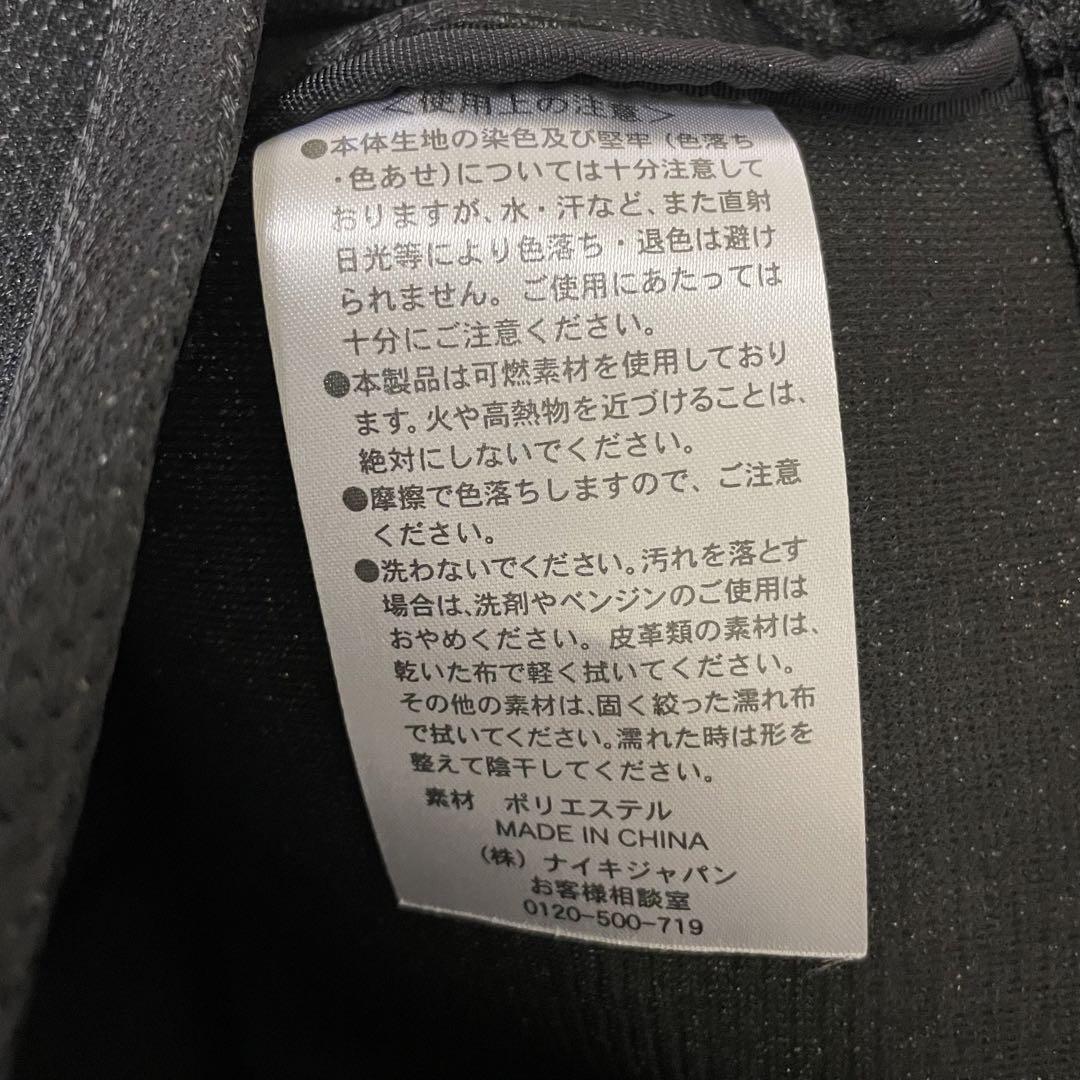 ＜使用上の注意＞
●本体生地の染色及び堅牢（色落ち
・色あせ）については十分注意して
おりますが、水・汗など、また直射
日光等により色落ち・退色は避け
られません。ご使用にあたっては
十分にご注意ください。
●本製品は可燃素材を使用しており
ます。火や高熱物を近づけることは、
絶対にしないでください。
●摩擦で色落ちしますので、ご注意
ください。
●洗わないでください。汚れを落とす
場合は、洗剤やベンジンのご使用は
おやめください。皮革類の素材は、
乾いた布で軽く拭いてください。
その他の素材は、固く絞った濡れ布
で拭いてください。濡れた時は形を
整えて陰干してください。
素材 ポリエステル
MADE IN CHINA
（株）ナイキジャパン
お客様相談室
0120-500-719